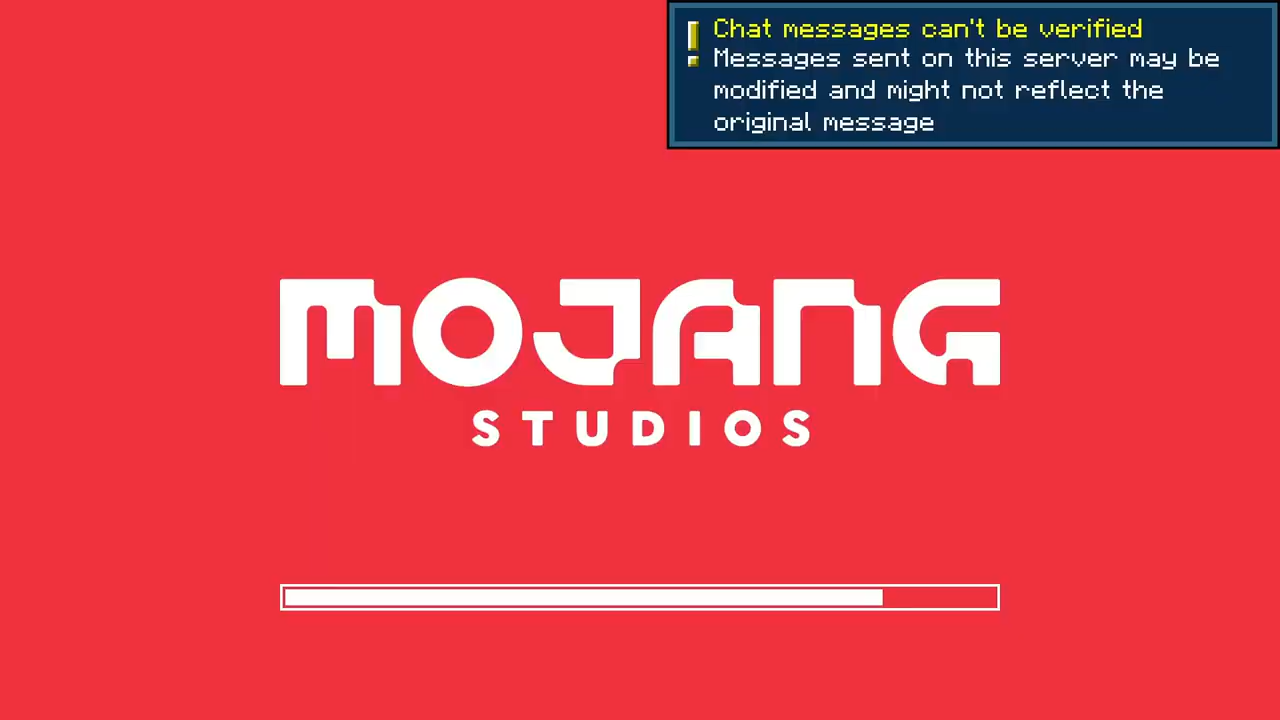 Chat messages can't be verified
Messages sent on this server may be
modified and might not reflect the
original message
MOJANG
STUDIOS